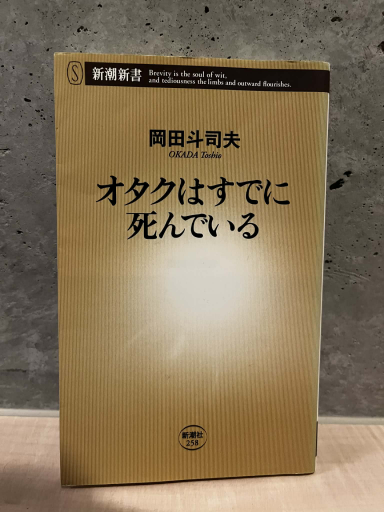 S
新潮新書
Brevity is the soul of wit,
and tediousness the limbs and outward flourishes.
岡田斗司夫
OKADA Toshio
オタクはすでに
死んでいる
新潮社
258